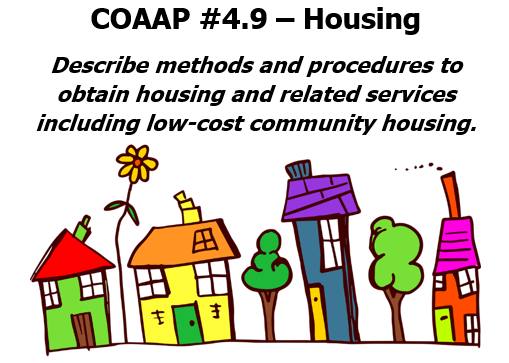 COAAP #4.9 – Housing
Describe methods and procedures to
obtain housing and related services
including low-cost community housing.